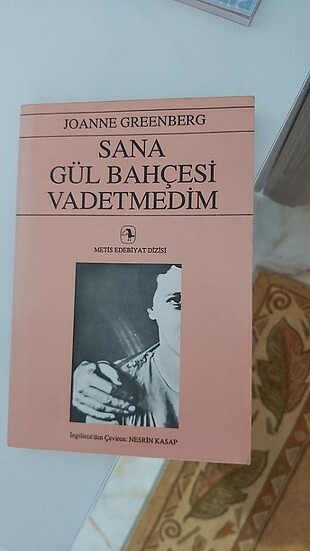 JOANNE GREENBERG
SANA
GÜL BAHÇESİ
VADETMEDİM
METİS EDEBİYAT DİZİSİ
İngilizce'den Çeviren: NESRİN KASAP